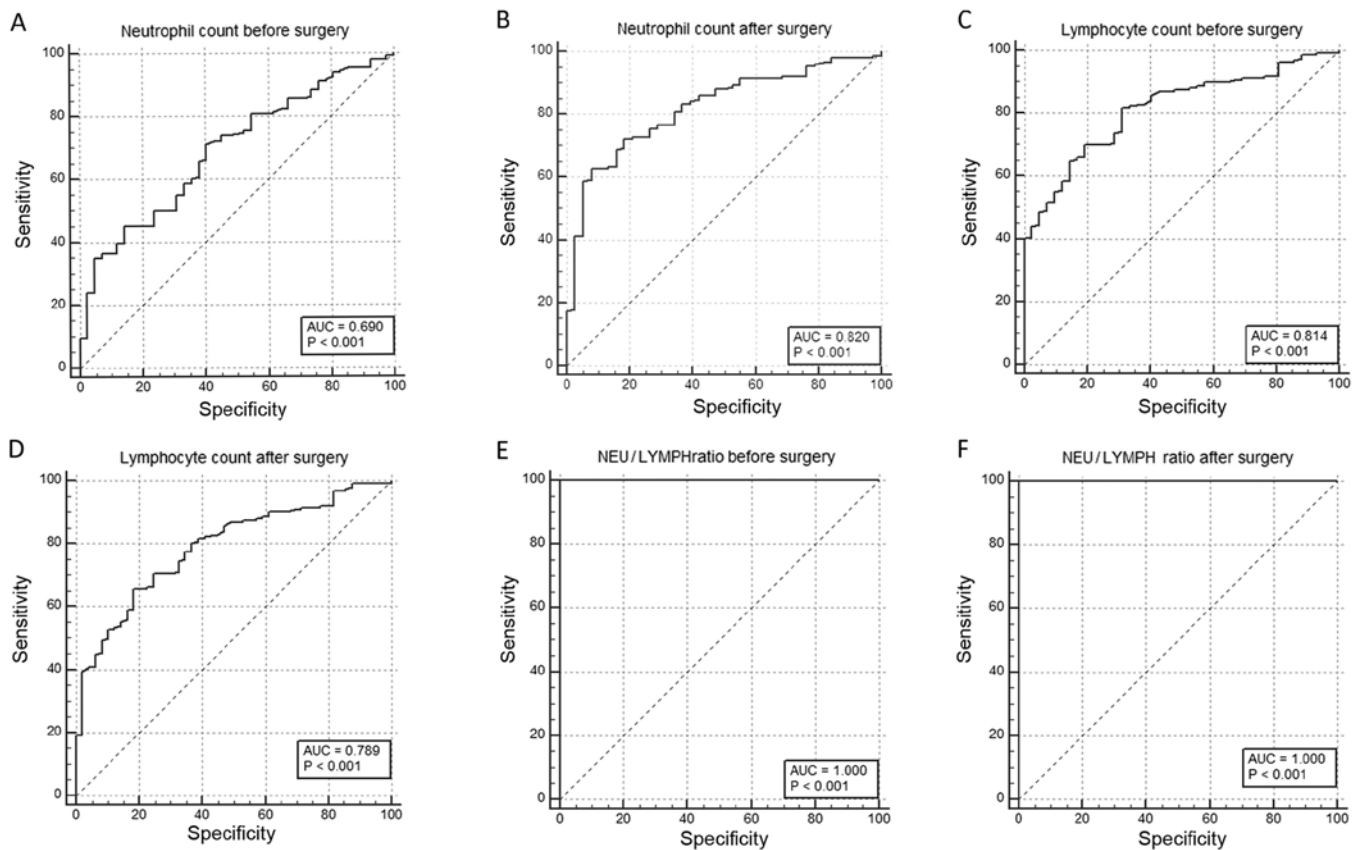 A
Neutrophil count before surgery
100
80
60
40
20
0
Sensitivity
AUC = 0.690
P < 0.001
0 20 40 60 80 100
Specificity
B
Neutrophil count after surgery
100
80
60
40
20
0
Sensitivity
AUC = 0.820
P < 0.001
0 20 40 60 80 100
Specificity
C
Lymphocyte count before surgery
100
80
60
40
20
0
Sensitivity
AUC = 0.814
P < 0.001
0 20 40 60 80 100
Specificity
D
Lymphocyte count after surgery
100
80
60
40
20
0
Sensitivity
AUC = 0.789
P < 0.001
0 20 40 60 80 100
Specificity
E
NEU/LYMPHratio before surgery
100
80
60
40
20
0
Sensitivity
AUC = 1.000
P < 0.001
0 20 40 60 80 100
Specificity
F
NEU/LYMPH ratio after surgery
100
80
60
40
20
0
Sensitivity
AUC = 1.000
P < 0.001
0 20 40 60 80 100
Specificity